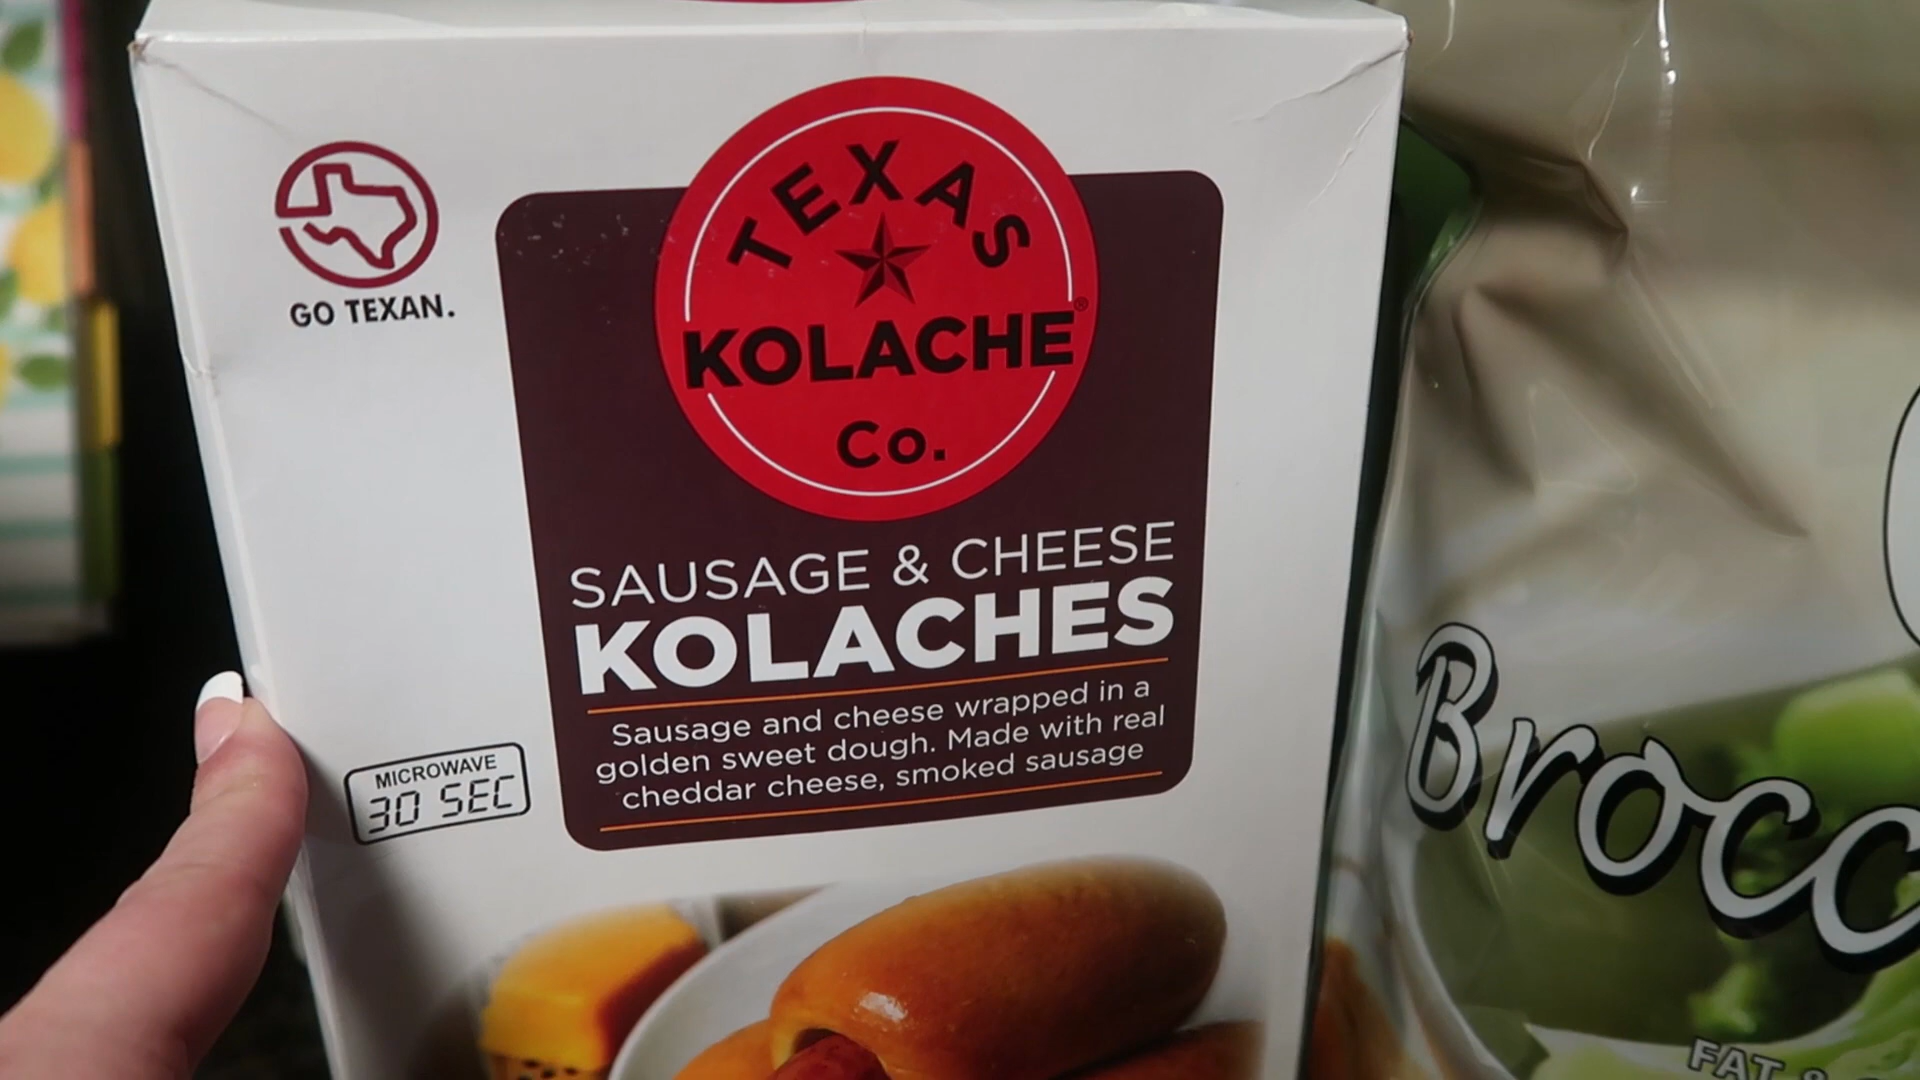 GO TEXAN.
TEXAS
KOLACHE®
Co.
SAUSAGE & CHEESE
KOLACHES
Sausage and cheese wrapped in a
golden sweet dough. Made with real
cheddar cheese, smoked sausage
MICROWAVE
30 SEC
Brocc
FAT &